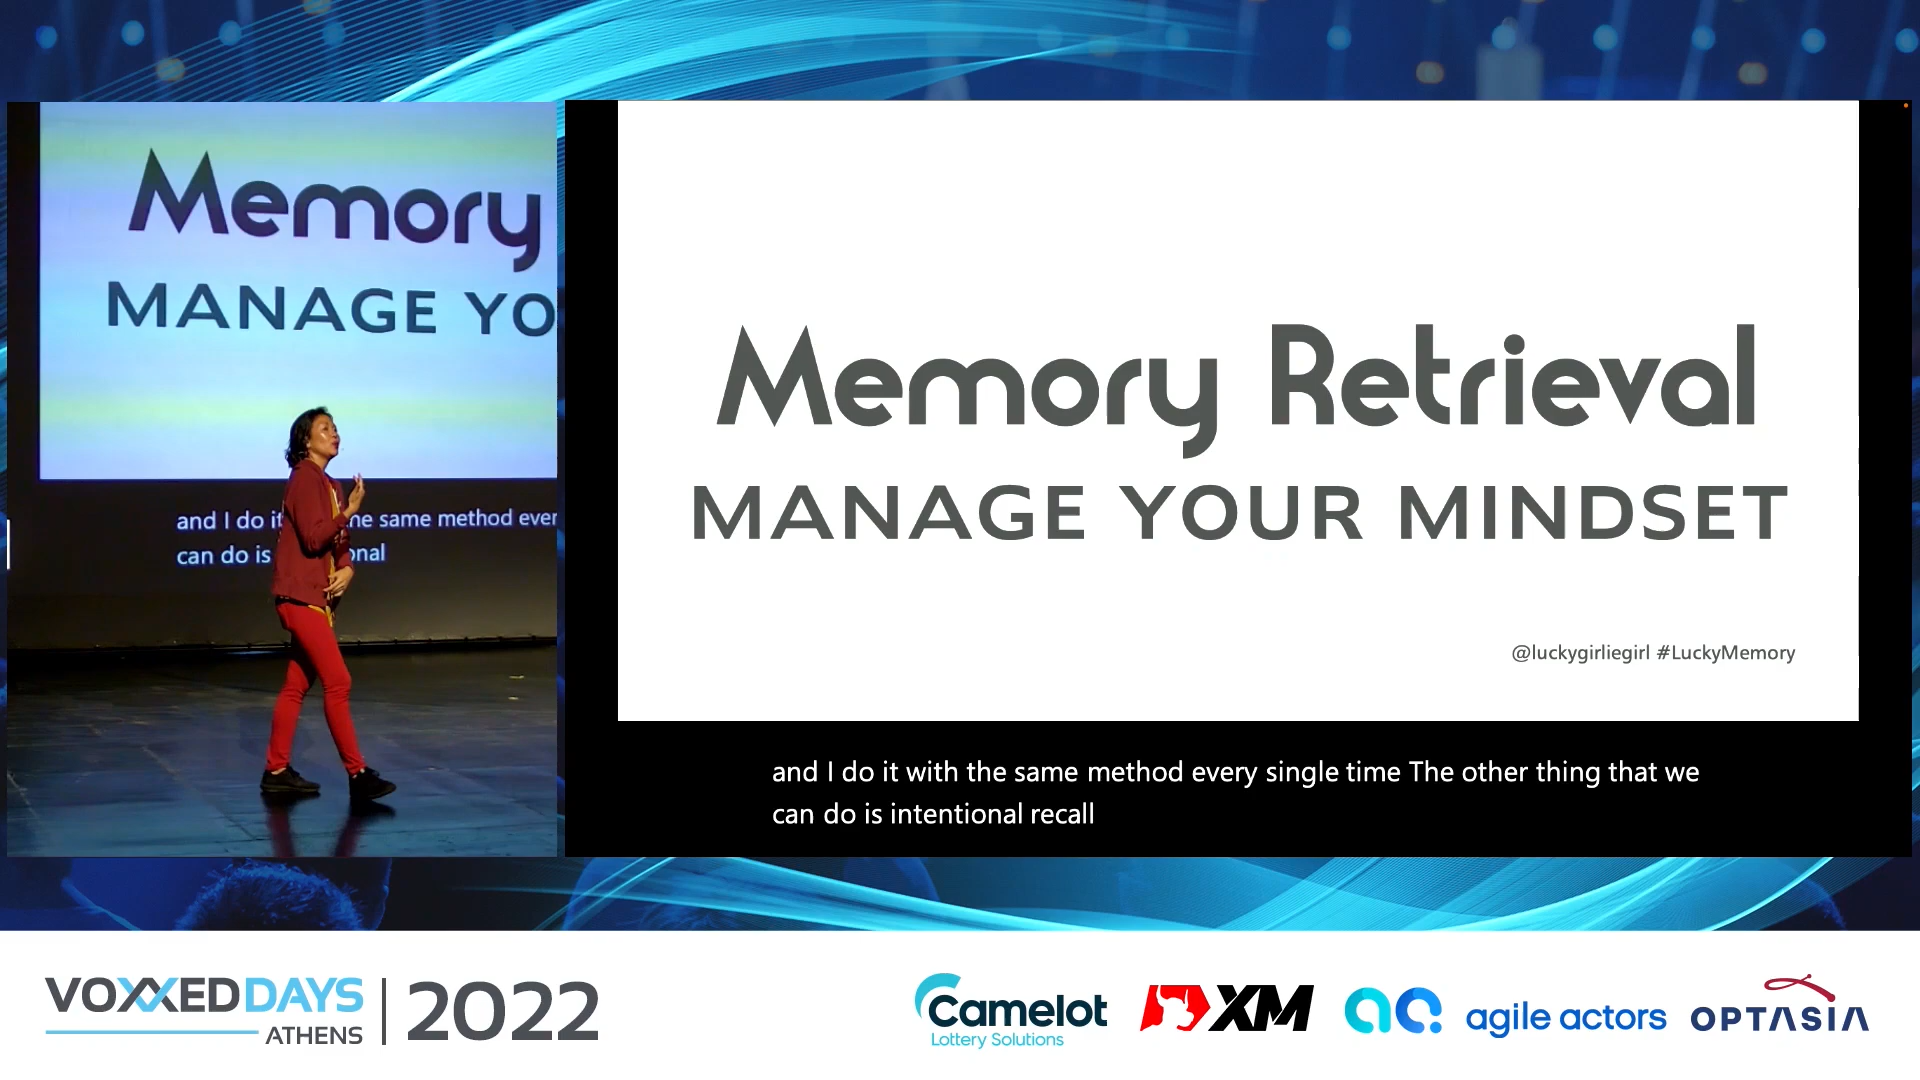 Memory
MANAGE YO
and I do it he same method ever
can do is onal
Memory Retrieval
MANAGE YOUR MINDSET
@luckygirliegirl #LuckyMemory
and I do it with the same method every single time The other thing that we
can do is intentional recall
VOXXEDDAYS
ATHENS
2022
Camelot
Lottery Solutions
XM
agile actors
OPTASIA